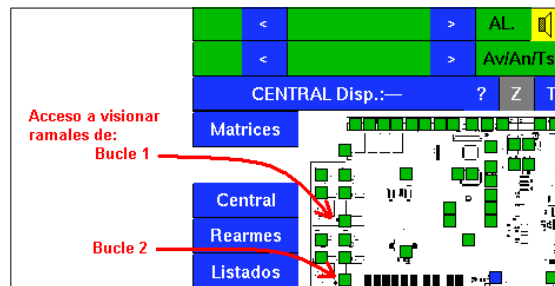 < > AL.
< > Av/An/Ts
CENTRAL Disp.:— ? Z T
Acceso a visionar
ramales de:
Bucle 1
Matrices
Central
Rearmes
Bucle 2
Listados